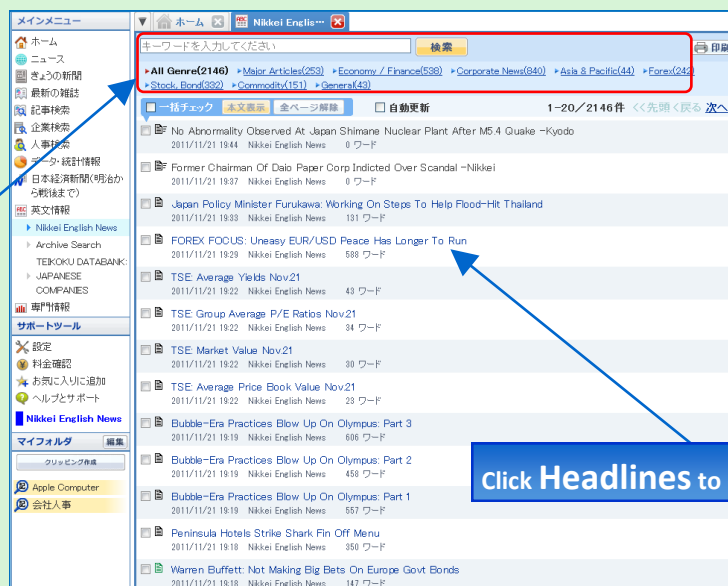 メインメニュー
ホーム
ニュース
きょうの新聞
最新の雑誌
記事検索
企業検索
人事検索
データ・統計情報
日本経済新聞(明治か
ら戦後まで)
英文情報
Nikkei English News
Archive Search
TEIKOKU DATABANK:
JAPANESE
COMPANIES
専門情報
サポートツール
設定
料金確認
お気に入りに追加
ヘルプとサポート
Nikkei English News
マイフォルダ 編集
クリッピング作成
Apple Computer
会社人事
▼ ホーム Nikkei Englis…
キーワードを入力してください 検索 印刷
All Genre(2146) Major Articles(253) Economy / Finance(538) Corporate News(840) Asia & Pacific(44) Forex(242)
Stock, Bond(332) Commodity(151) General(43)
一括チェック 本文表示 全ページ解除 自動更新 1-20/2146件 <<先頭 <戻る 次へ
No Abnormality Observed At Japan Shimane Nuclear Plant After M5.4 Quake -Kyodo
2011/11/21 19:44 Nikkei English News 0 ワード
Former Chairman Of Daio Paper Corp Indicted Over Scandal -Nikkei
2011/11/21 19:37 Nikkei English News 0 ワード
Japan Policy Minister Furukawa: Working On Steps To Help Flood-Hit Thailand
2011/11/21 19:33 Nikkei English News 131 ワード
FOREX FOCUS: Uneasy EUR/USD Peace Has Longer To Run
2011/11/21 19:29 Nikkei English News 588 ワード
TSE: Average Yields Nov.21
2011/11/21 19:22 Nikkei English News 43 ワード
TSE: Group Average P/E Ratios Nov.21
2011/11/21 19:22 Nikkei English News 34 ワード
TSE: Market Value Nov.21
2011/11/21 19:22 Nikkei English News 30 ワード
TSE: Average Price Book Value Nov.21
2011/11/21 19:22 Nikkei English News 23 ワード
Bubble-Era Practices Blow Up On Olympus: Part 3
2011/11/21 19:19 Nikkei English News 606 ワード
Bubble-Era Practices Blow Up On Olympus: Part 2
2011/11/21 19:19 Nikkei English News 458 ワード
Bubble-Era Practices Blow Up On Olympus: Part 1
2011/11/21 19:19 Nikkei English News 557 ワード
Peninsula Hotels Strike Shark Fin Off Menu
2011/11/21 19:18 Nikkei English News 350 ワード
Warren Buffett: Not Making Big Bets On Europe Govt Bonds
2011/11/21 19:18 Nikkei English News 147 ワード
Click Headlines to